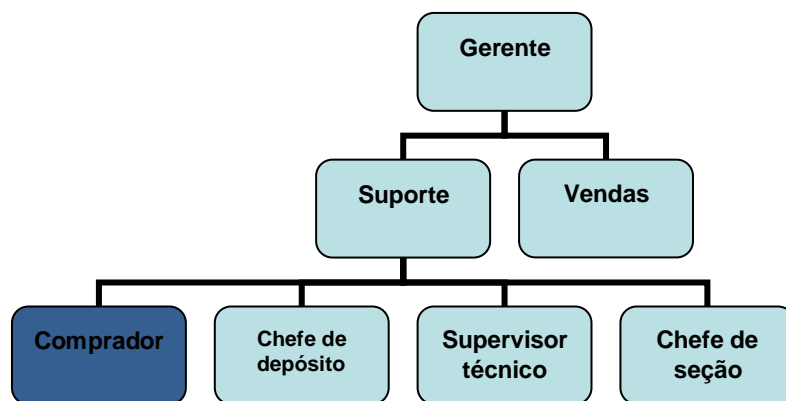 Gerente
Suporte
Vendas
Comprador
Chefe de
depósito
Supervisor
técnico
Chefe de
seção